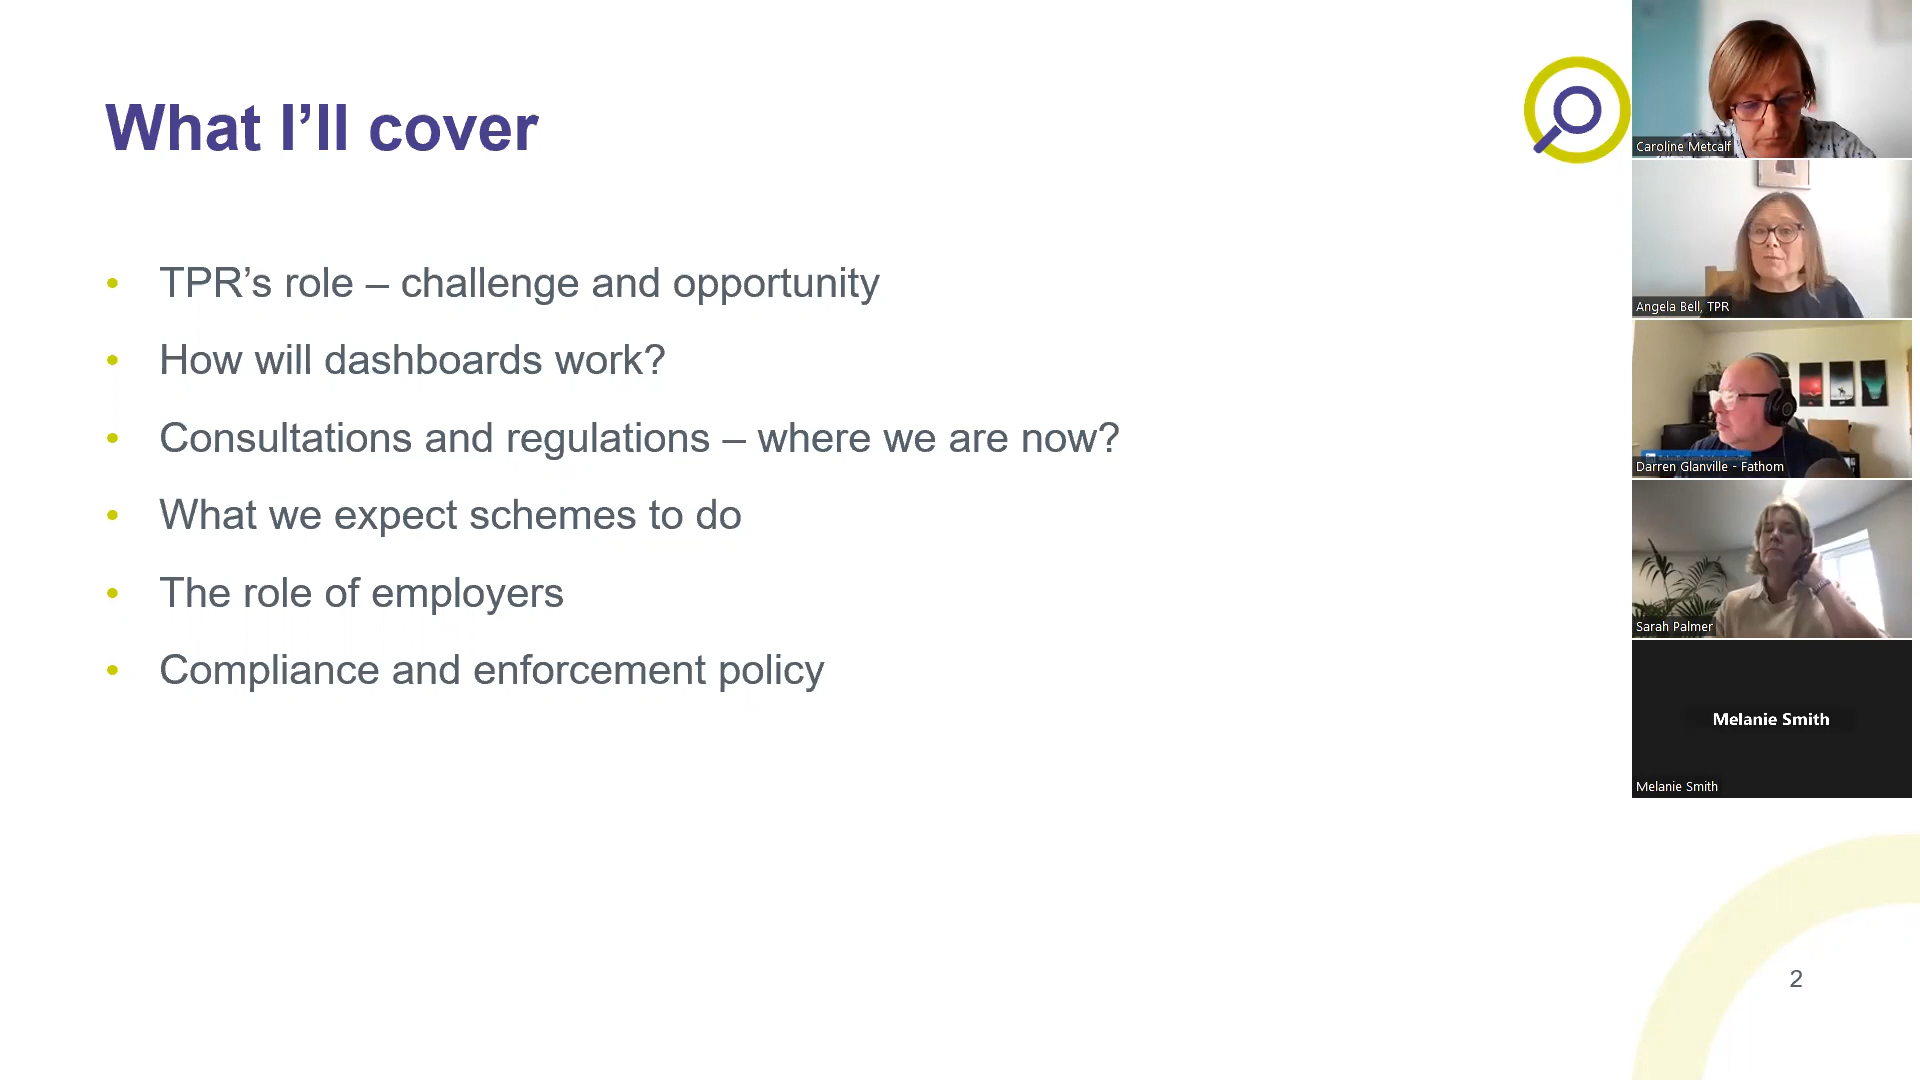 What I’ll cover
• TPR’s role – challenge and opportunity
• How will dashboards work?
• Consultations and regulations – where we are now?
• What we expect schemes to do
• The role of employers
• Compliance and enforcement policy
2
Caroline Metcalf
Angela Bell, TPR
Darren Glanville - Fathom
Sarah Palmer
Melanie Smith
Melanie Smith